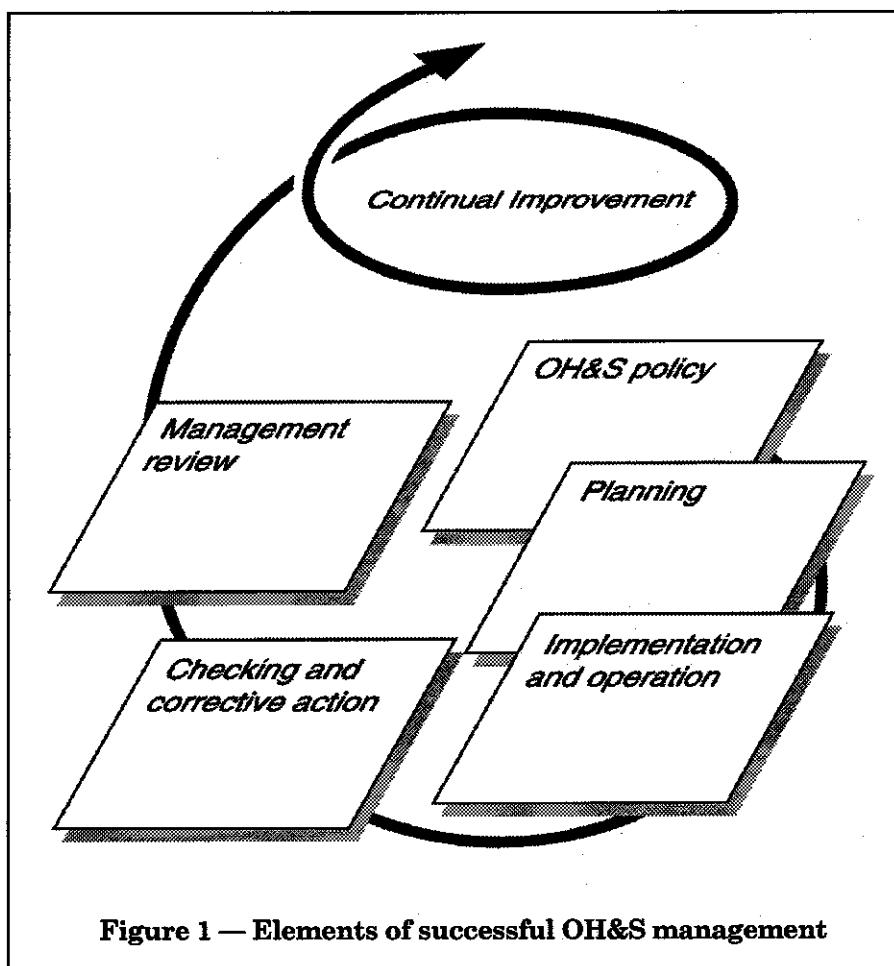 Continual Improvement
OH&S policy
Management
review
Planning
Implementation
and operation
Checking and
corrective action
Figure 1 — Elements of successful OH&S management